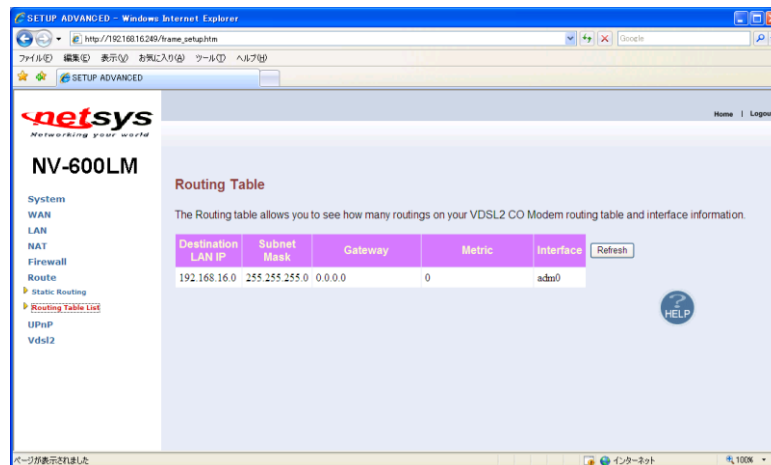 SETUP ADVANCED - Windows Internet Explorer
http://192.168.16.249/frame_setup.htm
Google
ファイル(F) 編集(E) 表示(V) お気に入り(A) ツール(T) ヘルプ(H)
SETUP ADVANCED
netsys
Networking your world
Home | Logou
NV-600LM
System
WAN
LAN
NAT
Firewall
Route
Static Routing
Routing Table List
UPnP
Vdsl2
Routing Table
The Routing table allows you to see how many routings on your VDSL2 CO Modem routing table and interface information.
Destination LAN IP Subnet Mask Gateway Metric Interface Refresh
192.168.16.0 255.255.255.0 0.0.0.0 0 adm0
? HELP
ページが表示されました
インターネット
100%